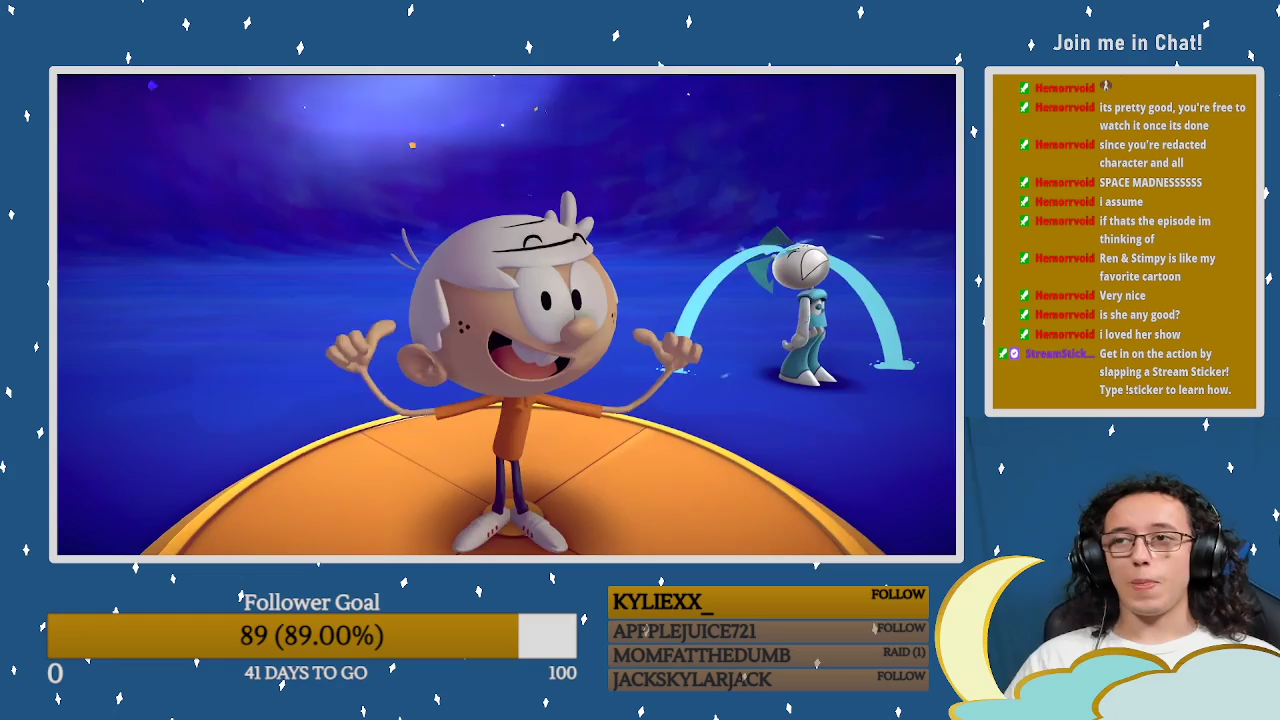 Join me in Chat!
Hemorrvoid
Hemorrvoid its pretty good, you're free to
watch it once its done
Hemorrvoid since you're redacted
character and all
Hemorrvoid SPACE MADNESSSSSS
Hemorrvoid i assume
Hemorrvoid if thats the episode im
thinking of
Hemorrvoid Ren & Stimpy is like my
favorite cartoon
Hemorrvoid Very nice
Hemorrvoid is she any good?
Hemorrvoid i loved her show
StreamStick... Get in on the action by
slapping a Stream Sticker!
Type !sticker to learn how.
Follower Goal
89 (89.00%)
0 41 DAYS TO GO 100
KYLIEXX_ FOLLOW
APPPLEJUICE721 FOLLOW
MOMFATTHEDUMB RAID (1)
JACKSKYLARJACK FOLLOW